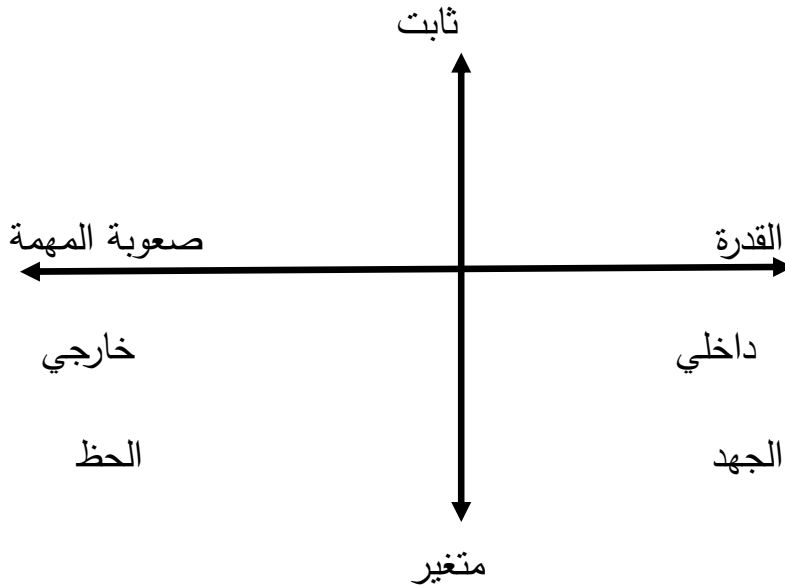 ثابت
القدرة
صعوبة المهمة
داخلي
خارجي
الجهد
الحظ
متغير